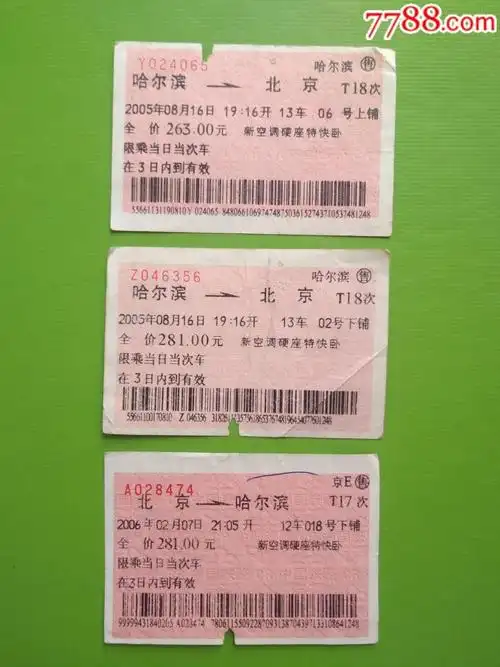 7788.com
Y024065 哈尔滨 售
哈尔滨 → 北京 T18次
2005年08月16日 19:16开 13车 06 号上铺
全 价 263.00元 新空调硬座特快卧
限乘当日当次车
在3日内到有效
Z046356 哈尔滨 售
哈尔滨 → 北京 T18次
2005年08月16日 19:16开 13车 02号下铺
全 价 281.00元 新空调硬座特快卧
限乘当日当次车
在3日内到有效
京E 售
A028474
北京 → 哈尔滨 T17次
2006年02月07日 21:05开 12车018号下铺
全 价 281.00 元 新空调硬座特快卧
限乘当日当次车
在3日内到有效